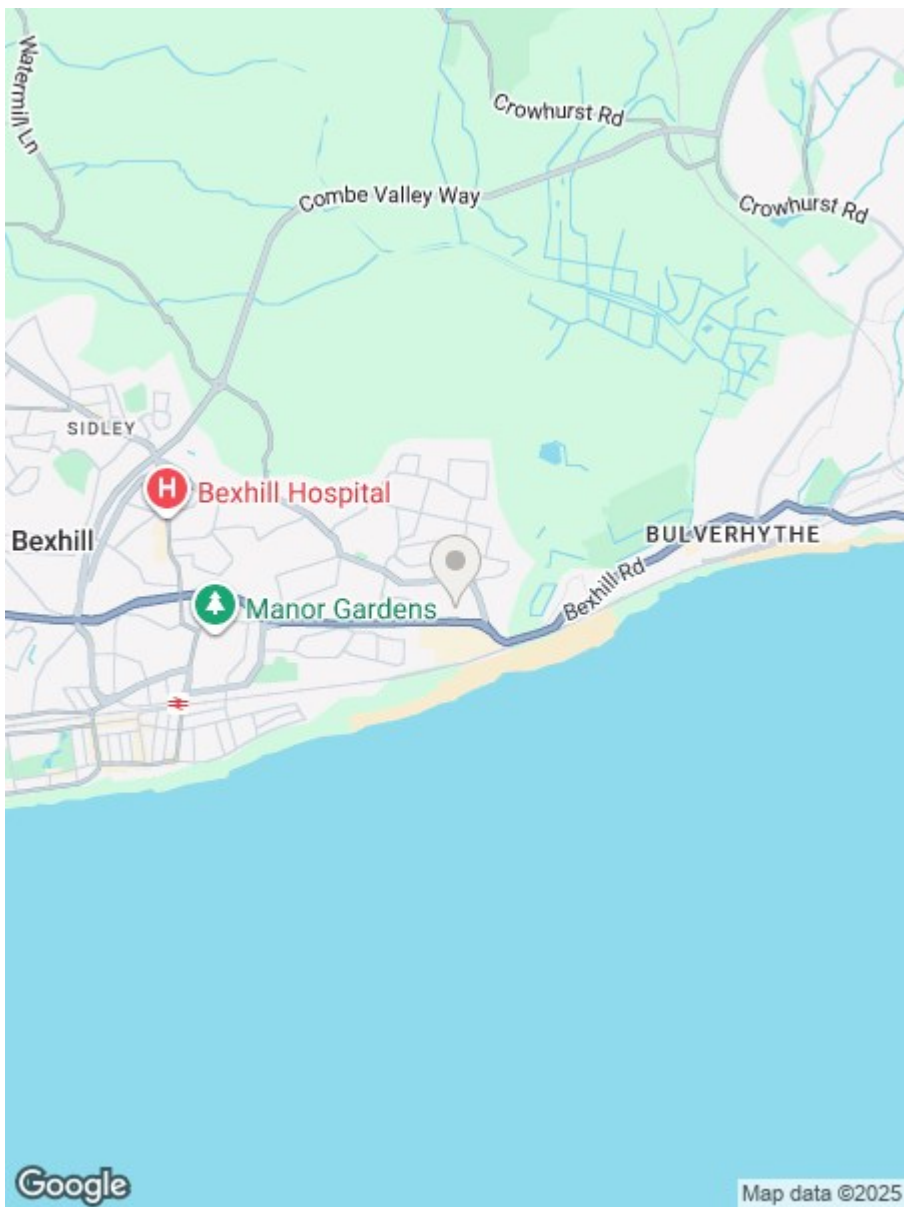 Watermill Ln
Crowhurst Rd
Combe Valley Way
Crowhurst Rd
SIDLEY
H
Bexhill Hospital
Bexhill
BULVERHYTHE
Bexhill Rd
Manor Gardens
Google
Map data ©2025